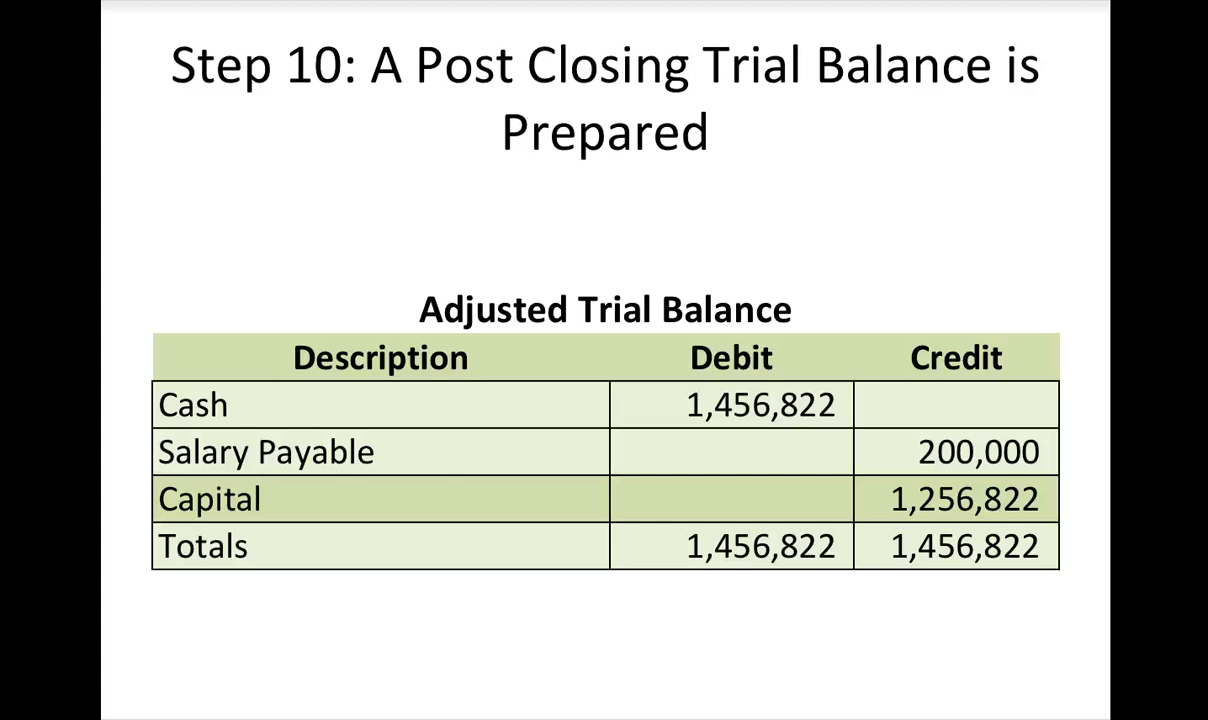 Step 10: A Post Closing Trial Balance is
Prepared
Adjusted Trial Balance
Description Debit Credit
Cash 1,456,822
Salary Payable 200,000
Capital 1,256,822
Totals 1,456,822 1,456,822